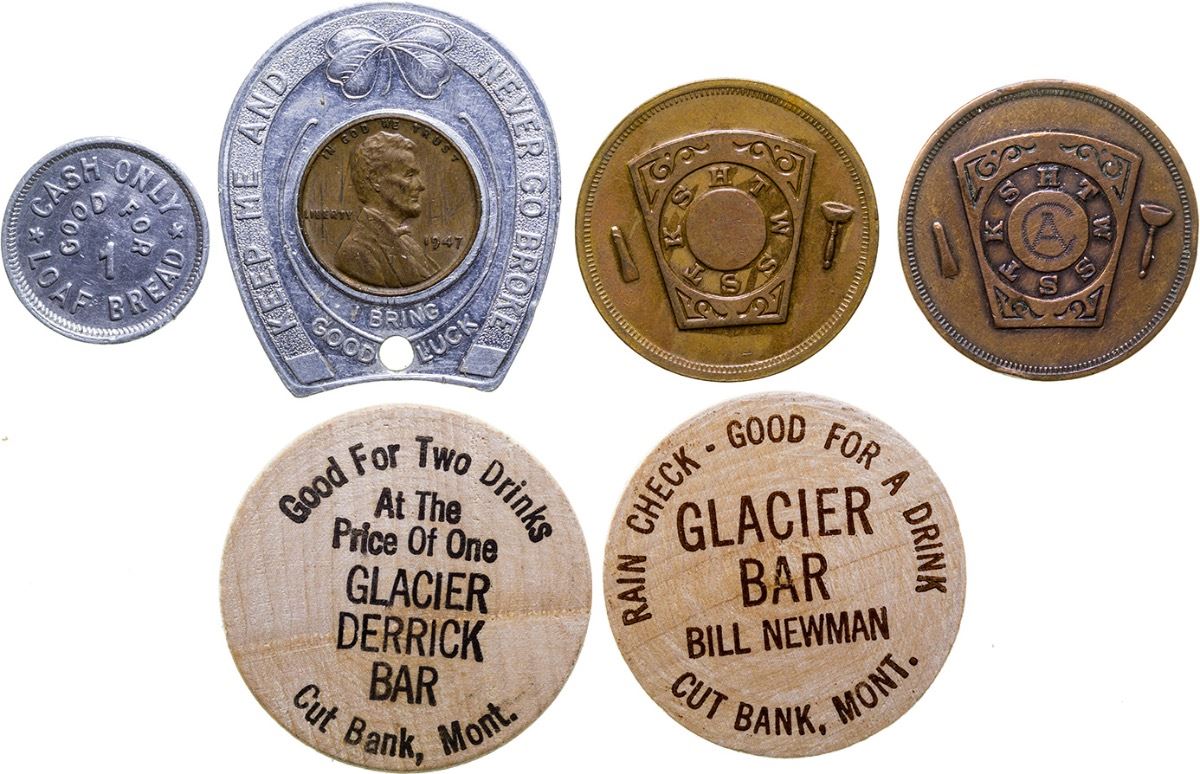 CASH ONLY
GOOD FOR
1
LOAF BREAD
KEEP ME AND NEVER GO BROKE
IN GOD WE TRUST
LIBERTY
1947
I BRING
GOOD LUCK
H T W S S T K S
H T W S S T K S
CA
Good For Two Drinks
At The
Price Of One
GLACIER
DERRICK
BAR
Cut Bank, Mont.
RAIN CHECK - GOOD FOR A DRINK
GLACIER
BAR
BILL NEWMAN
CUT BANK, MONT.